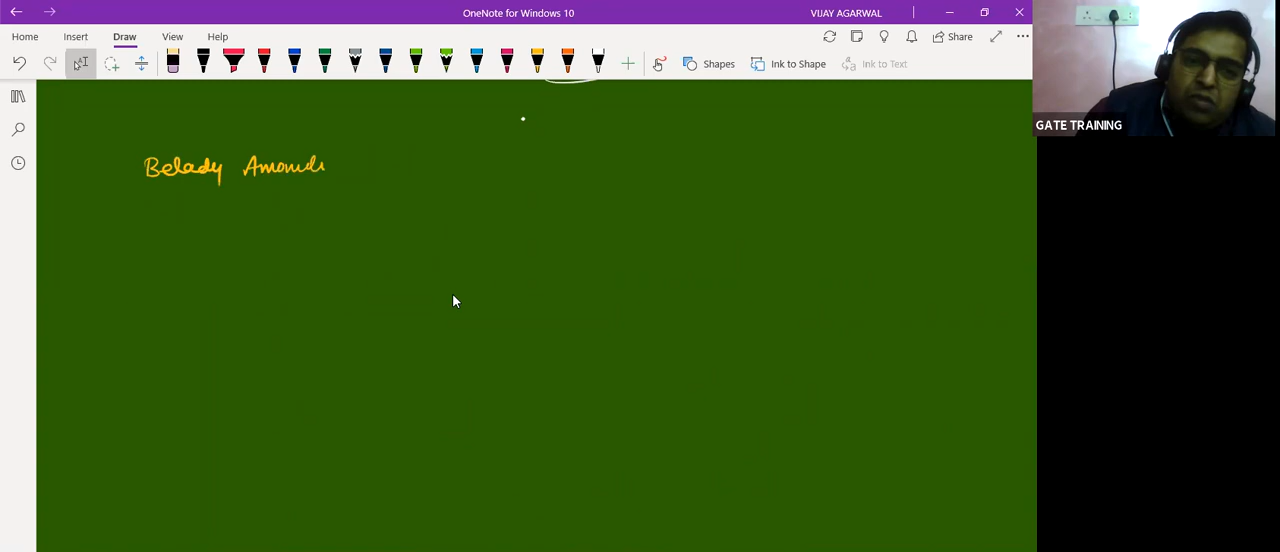 OneNote for Windows 10
VIJAY AGARWAL
Home Insert Draw View Help
Share
Shapes Ink to Shape Ink to Text
GATE TRAINING
Belady